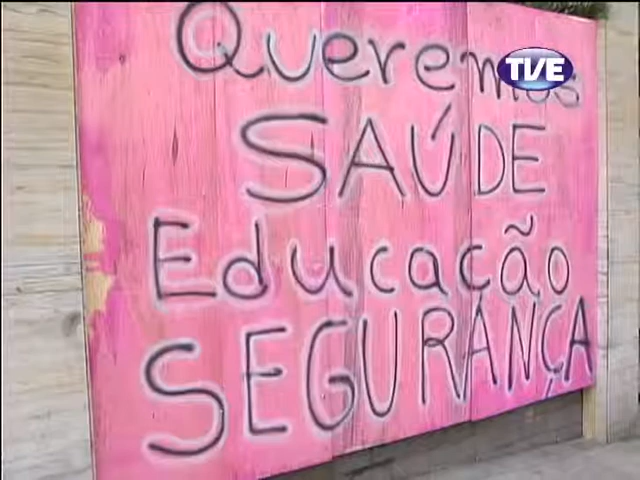 Queremos
TVE
SAÚDE
Educação
SEGURANÇA